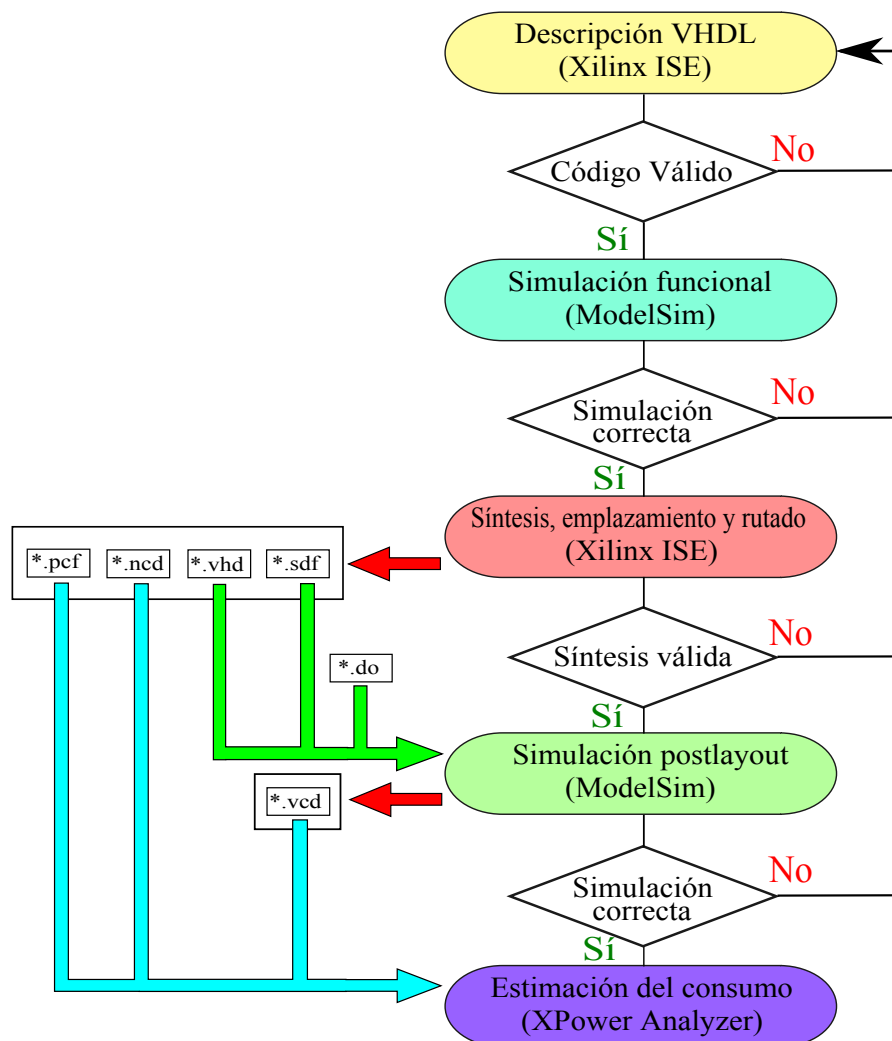 Descripción VHDL
(Xilinx ISE)
No
Código Válido
Sí
Simulación funcional
(ModelSim)
No
Simulación
correcta
Sí
Síntesis, emplazamiento y rutado
(Xilinx ISE)
*.pcf
*.ncd
*.vhd
*.sdf
No
Síntesis válida
*.do
Sí
Simulación postlayout
(ModelSim)
*.vcd
No
Simulación
correcta
Sí
Estimación del consumo
(XPower Analyzer)